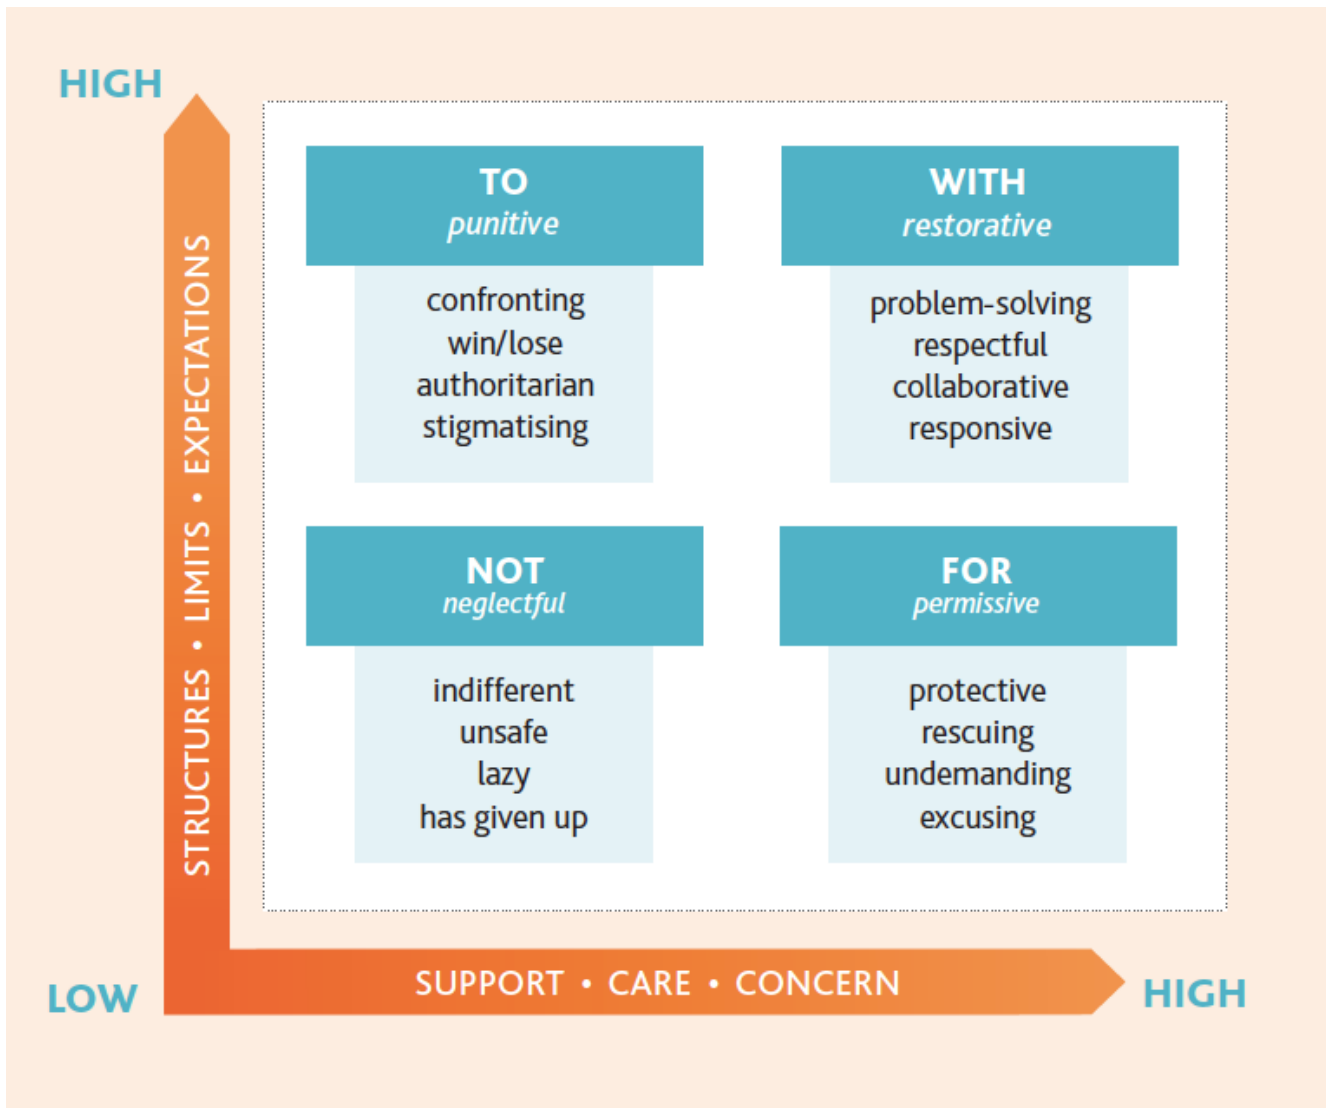 HIGH
STRUCTURES • LIMITS • EXPECTATIONS
TO
punitive
confronting
win/lose
authoritarian
stigmatising
WITH
restorative
problem-solving
respectful
collaborative
responsive
NOT
neglectful
indifferent
unsafe
lazy
has given up
FOR
permissive
protective
rescuing
undemanding
excusing
LOW
SUPPORT • CARE • CONCERN
HIGH